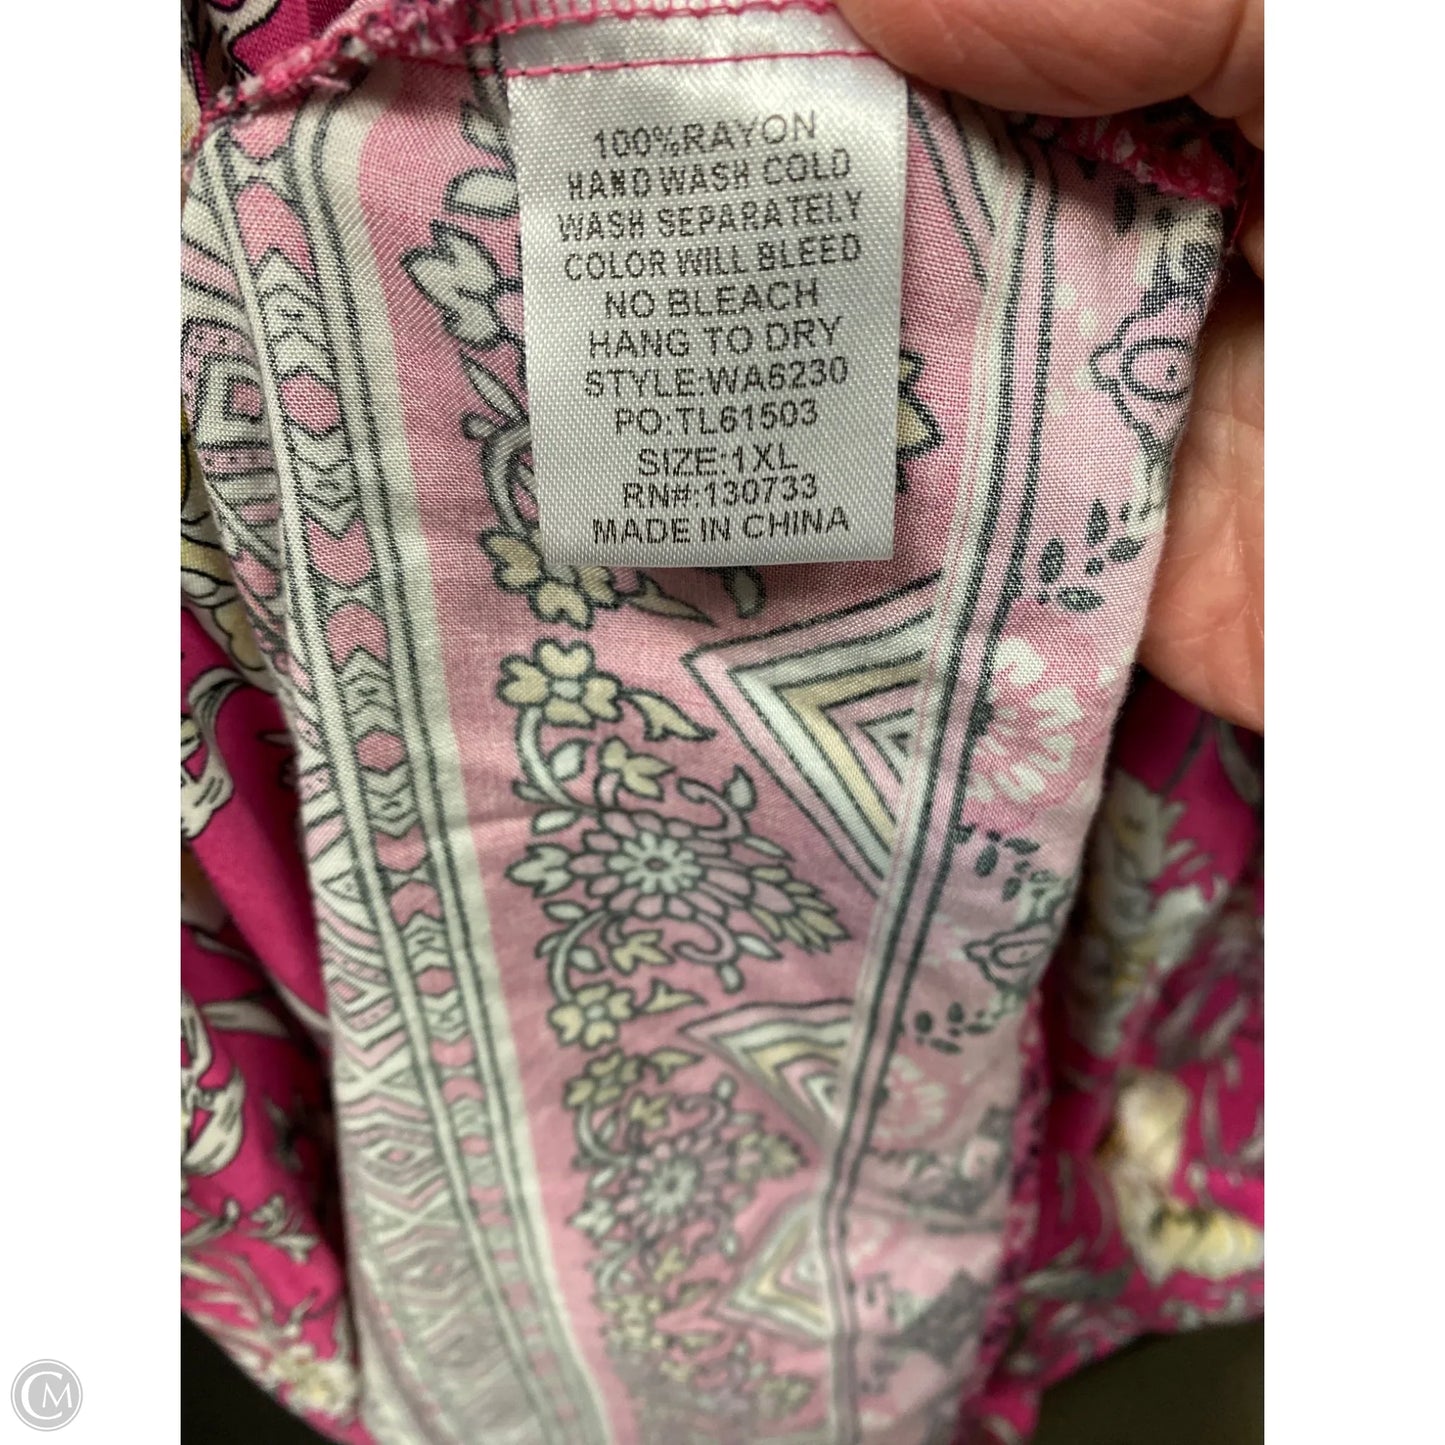 100%RAYON
HAND WASH COLD
WASH SEPARATELY
COLOR WILL BLEED
NO BLEACH
HANG TO DRY
STYLE:WA6230
PO:TL61503
SIZE:1XL
RN#:130733
MADE IN CHINA
CM